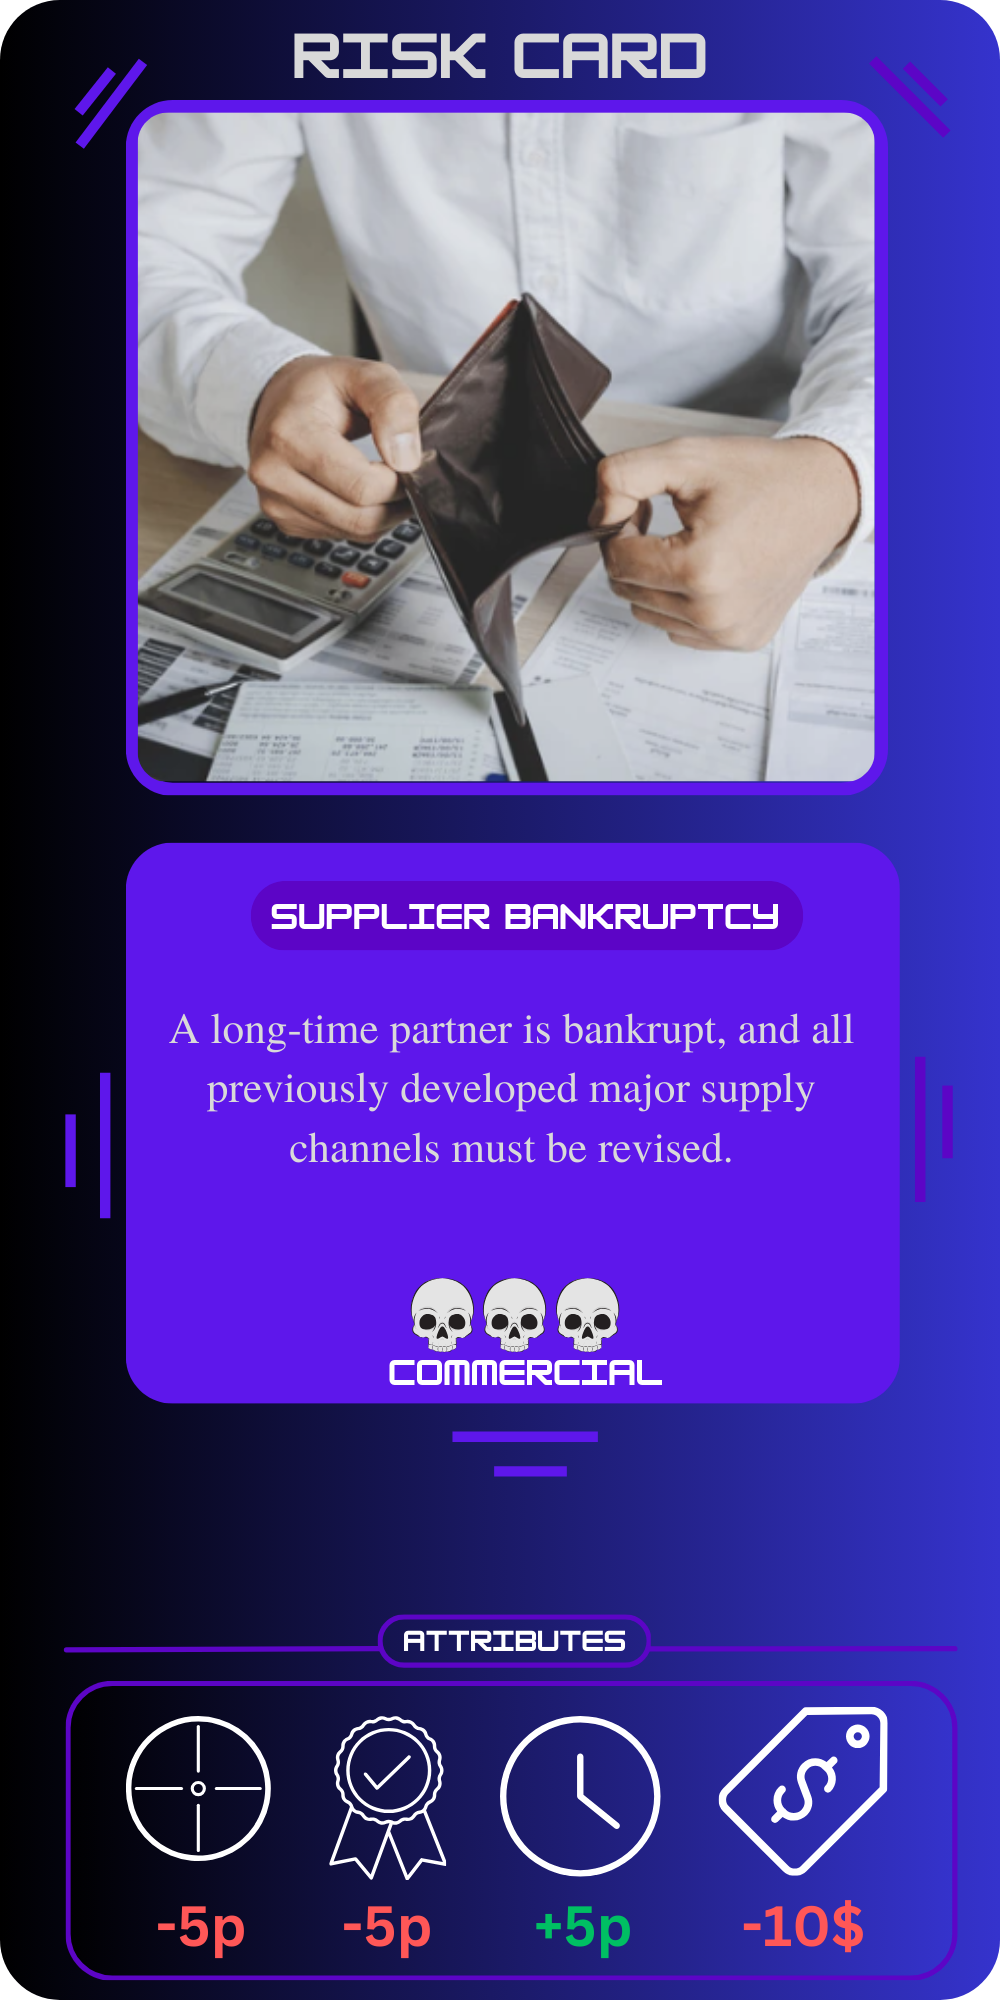 RISK CARD
SUPPLIER BANKRUPTCY
A long-time partner is bankrupt, and all
previously developed major supply
channels must be revised.
COMMERCIAL
ATTRIBUTES
-5p -5p +5p -10$